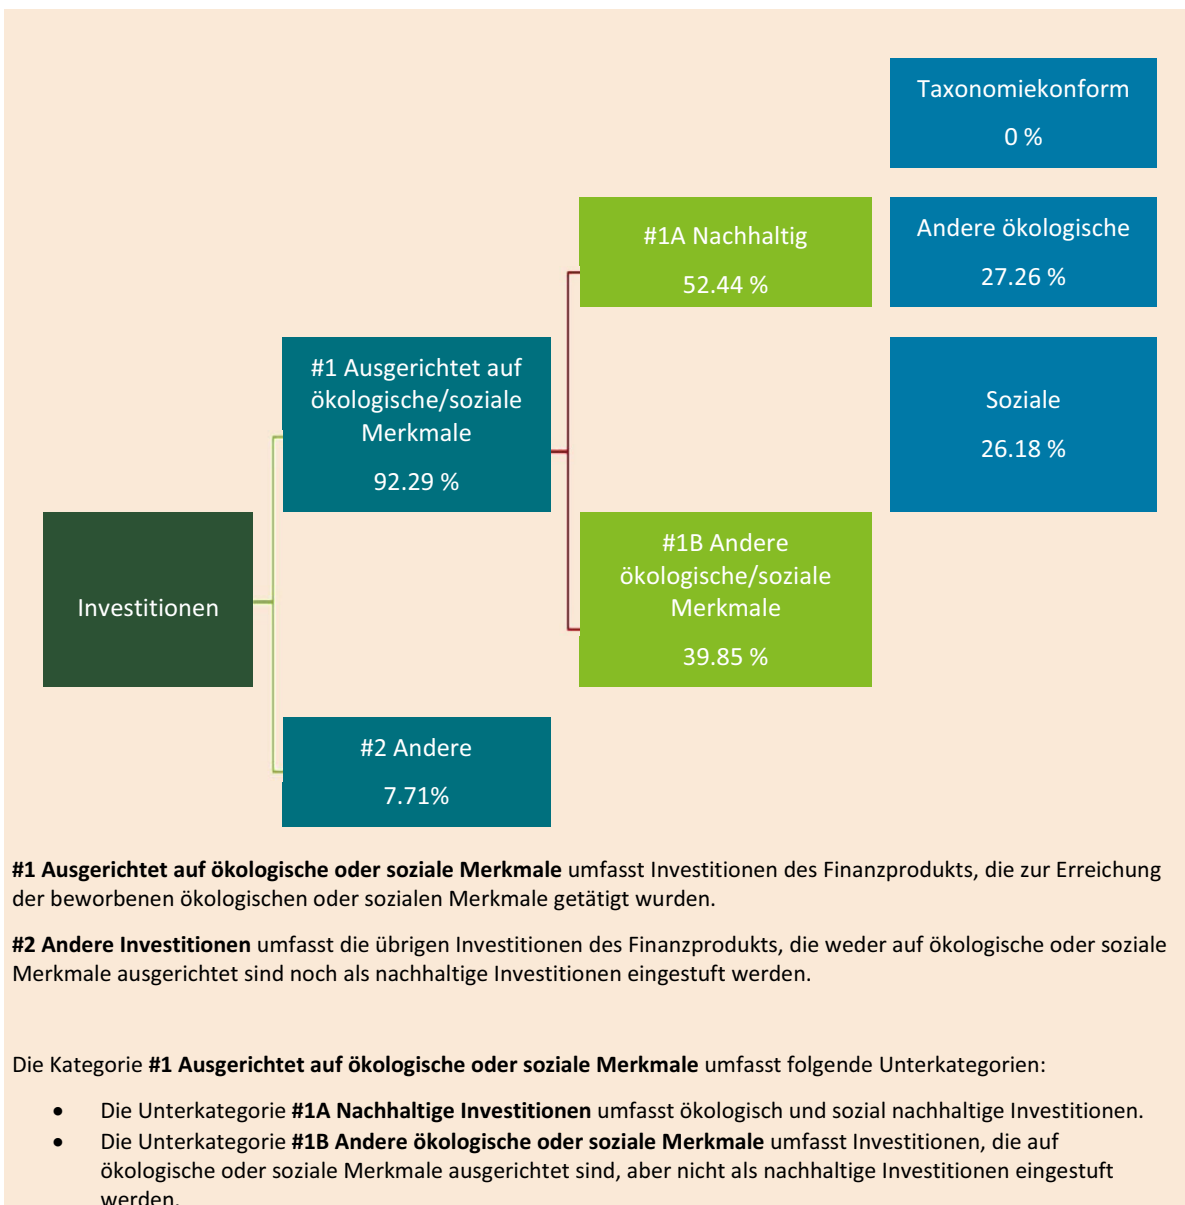 Taxonomiekonform
0 %
#1A Nachhaltig
52.44 %
Andere ökologische
27.26 %
#1 Ausgerichtet auf
ökologische/soziale
Merkmale
92.29 %
Soziale
26.18 %
Investitionen
#1B Andere
ökologische/soziale
Merkmale
39.85 %
#2 Andere
7.71%
#1 Ausgerichtet auf ökologische oder soziale Merkmale umfasst Investitionen des Finanzprodukts, die zur Erreichung
der beworbenen ökologischen oder sozialen Merkmale getätigt wurden.
#2 Andere Investitionen umfasst die übrigen Investitionen des Finanzprodukts, die weder auf ökologische oder soziale
Merkmale ausgerichtet sind noch als nachhaltige Investitionen eingestuft werden.
Die Kategorie #1 Ausgerichtet auf ökologische oder soziale Merkmale umfasst folgende Unterkategorien:
• Die Unterkategorie #1A Nachhaltige Investitionen umfasst ökologisch und sozial nachhaltige Investitionen.
• Die Unterkategorie #1B Andere ökologische oder soziale Merkmale umfasst Investitionen, die auf
ökologische oder soziale Merkmale ausgerichtet sind, aber nicht als nachhaltige Investitionen eingestuft
werden.